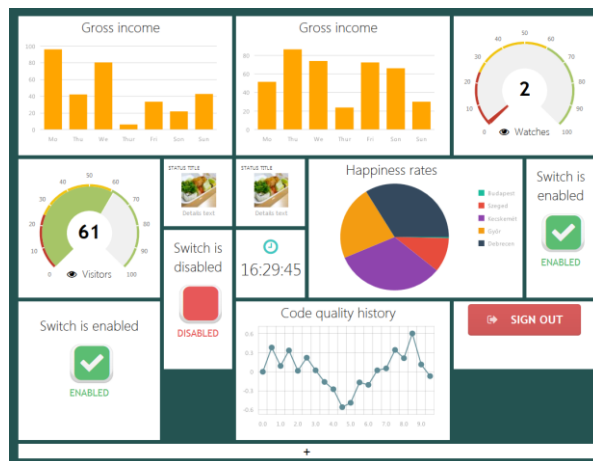 Gross income
100
80
60
40
20
0
Mo Thu We Thur Fri Son Sun
Gross income
80
60
40
20
0
Mo Thu We Thur Fri Son Sun
10 20 30 40 50 60 70 80 90
2
0 Watches 100
10 20 30 40 50 60 70 80 90
61
0 Visitors 100
STATUS TITLE
Details text
STATUS TITLE
Details text
Happiness rates
Budapest
Szeged
Kecskemét
Győr
Debrecen
Switch is
enabled
ENABLED
Switch is
disabled
DISABLED
16:29:45
Switch is enabled
ENABLED
Code quality history
0.6
0.3
0
-0.3
-0.6
0.0 1.0 2.0 3.0 4.0 5.0 6.0 7.0 8.0 9.0
SIGN OUT
+